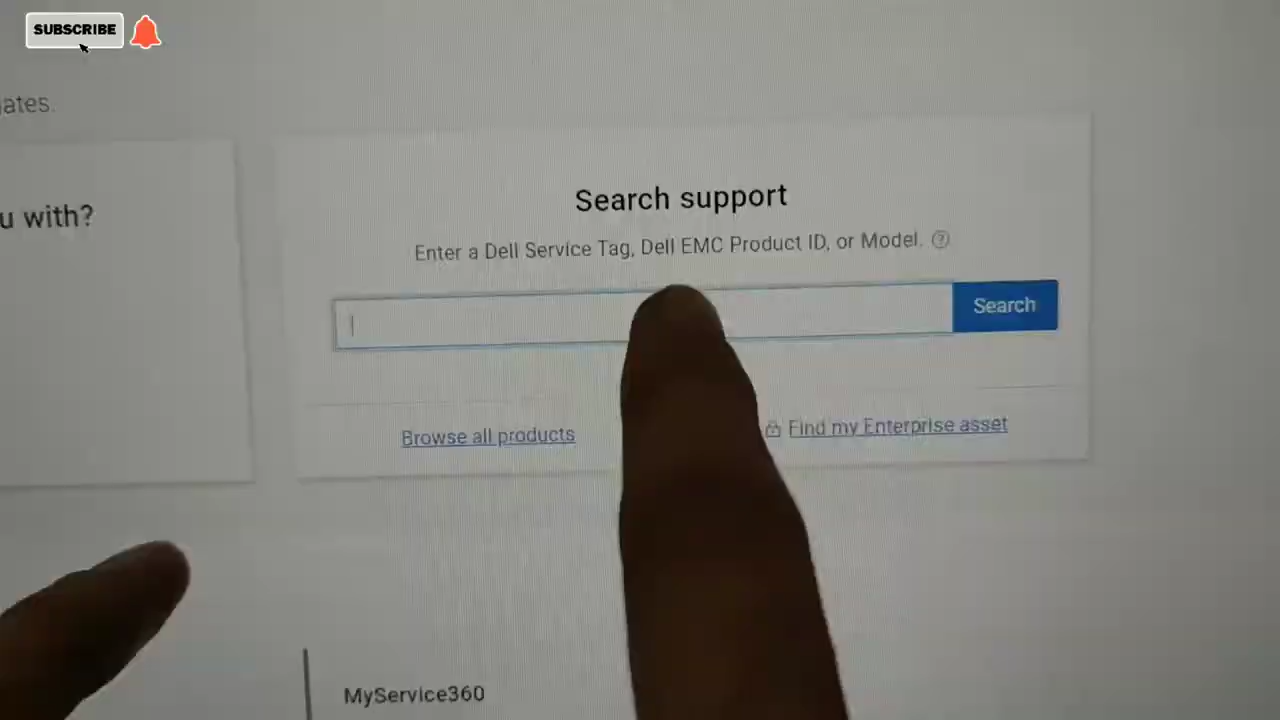 SUBSCRIBE
ates.
u with?
Search support
Enter a Dell Service Tag, Dell EMC Product ID, or Model. ?
Search
Browse all products
Find my Enterprise asset
MyService360